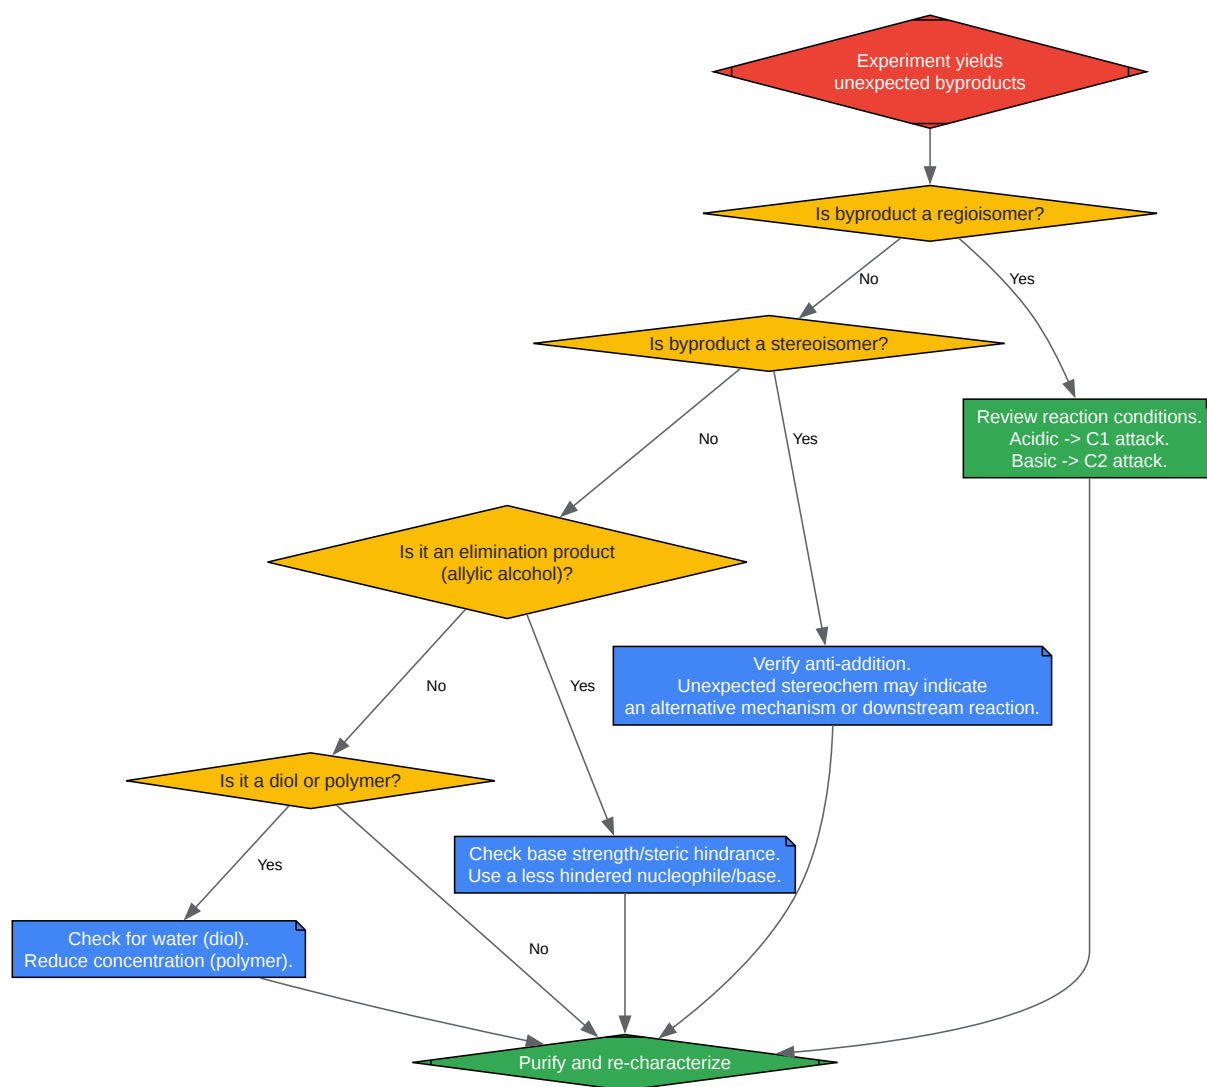 Experiment yields
unexpected byproducts
Is byproduct a regioisomer?
No
Yes
Is byproduct a stereoisomer?
Review reaction conditions.
Acidic -> C1 attack.
Basic -> C2 attack.
No
Yes
Is it an elimination product
(allylic alcohol)?
Verify anti-addition.
Unexpected stereochem may indicate
an alternative mechanism or downstream reaction.
No
Yes
Is it a diol or polymer?
Check base strength/steric hindrance.
Use a less hindered nucleophile/base.
Yes
No
Check for water (diol).
Reduce concentration (polymer).
Purify and re-characterize